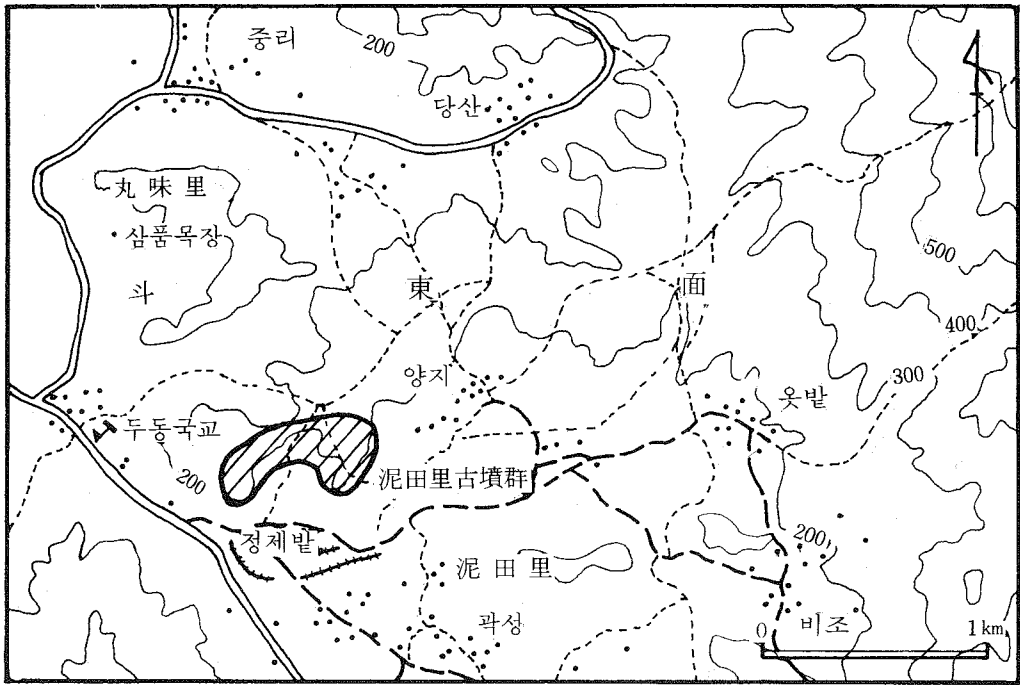 중리
200
당산
丸味里
삼품목장
斗
東
面
500
400
300
양지
옷밭
두동국교
200
泥田里古墳群
정제밭
泥田里
200
곽성
비조
0
1km